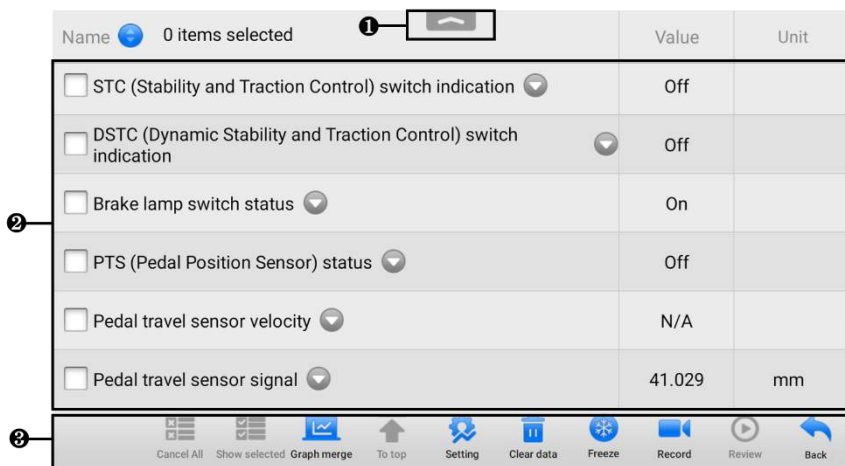 ❶
Name 0 items selected Value Unit
STC (Stability and Traction Control) switch indication Off
DSTC (Dynamic Stability and Traction Control) switch
indication Off
❷
Brake lamp switch status On
PTS (Pedal Position Sensor) status Off
Pedal travel sensor velocity N/A
Pedal travel sensor signal 41.029 mm
❸
Cancel All Show selected Graph merge To top Setting Clear data Freeze Record Review Back